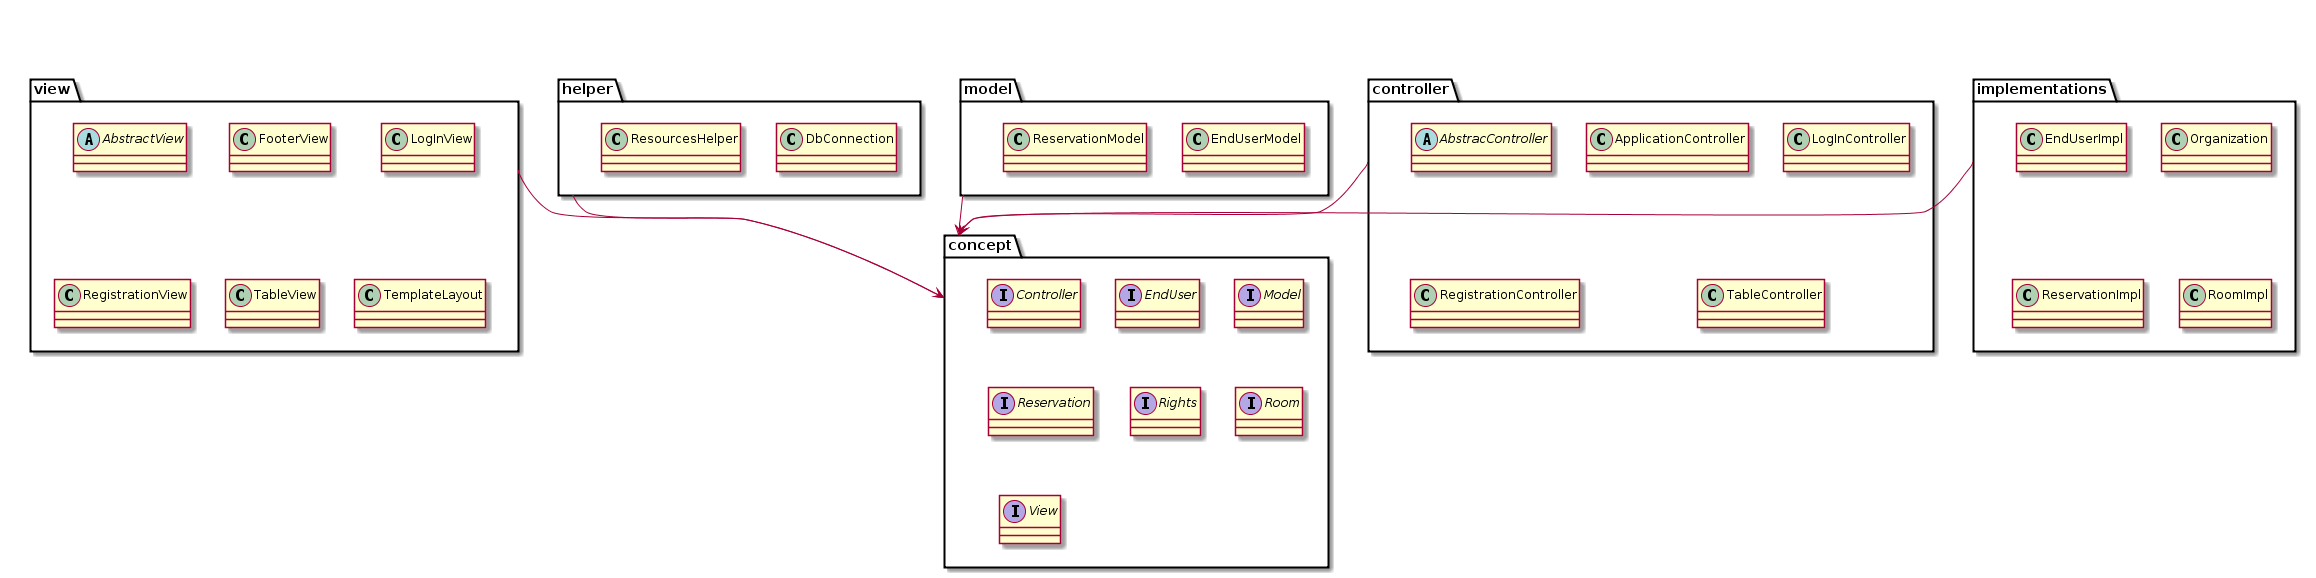 view
A AbstractView
C FooterView
C LogInView
C RegistrationView
C TableView
C TemplateLayout
helper
C ResourcesHelper
C DbConnection
model
C ReservationModel
C EndUserModel
controller
A AbstracController
C ApplicationController
C LogInController
C RegistrationController
C TableController
implementations
C EndUserImpl
C Organization
C ReservationImpl
C RoomImpl
concept
I Controller
I EndUser
I Model
I Reservation
I Rights
I Room
I View